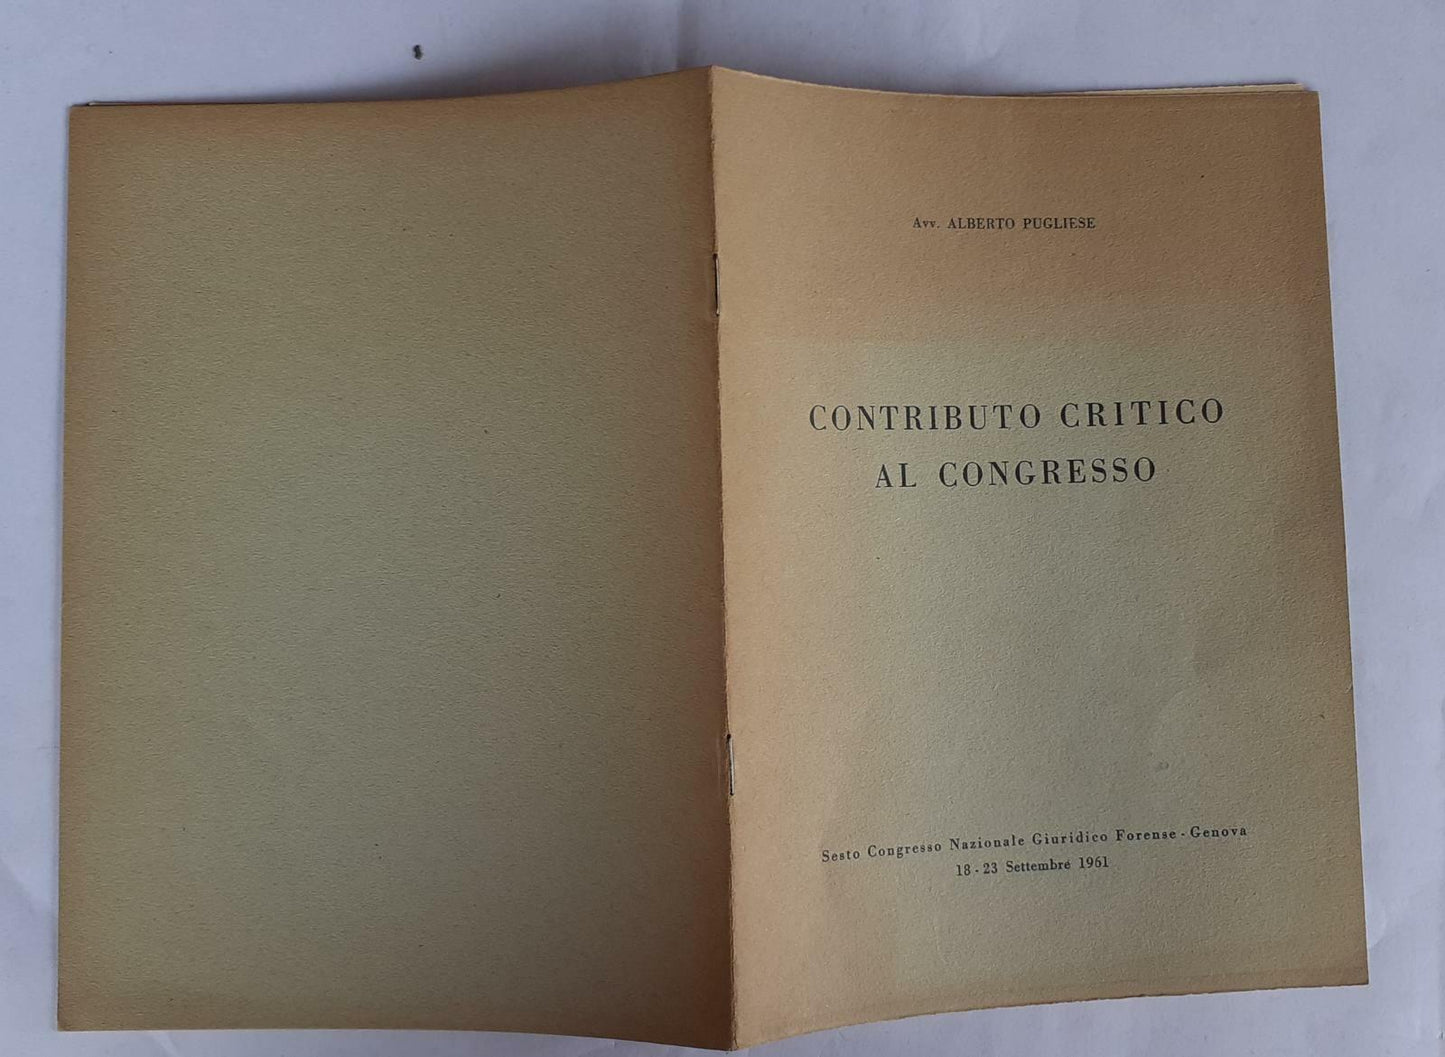 Avv. ALBERTO PUGLIESE
CONTRIBUTO CRITICO
AL CONGRESSO
Sesto Congresso Nazionale Giuridico Forense - Genova
18 - 23 Settembre 1961